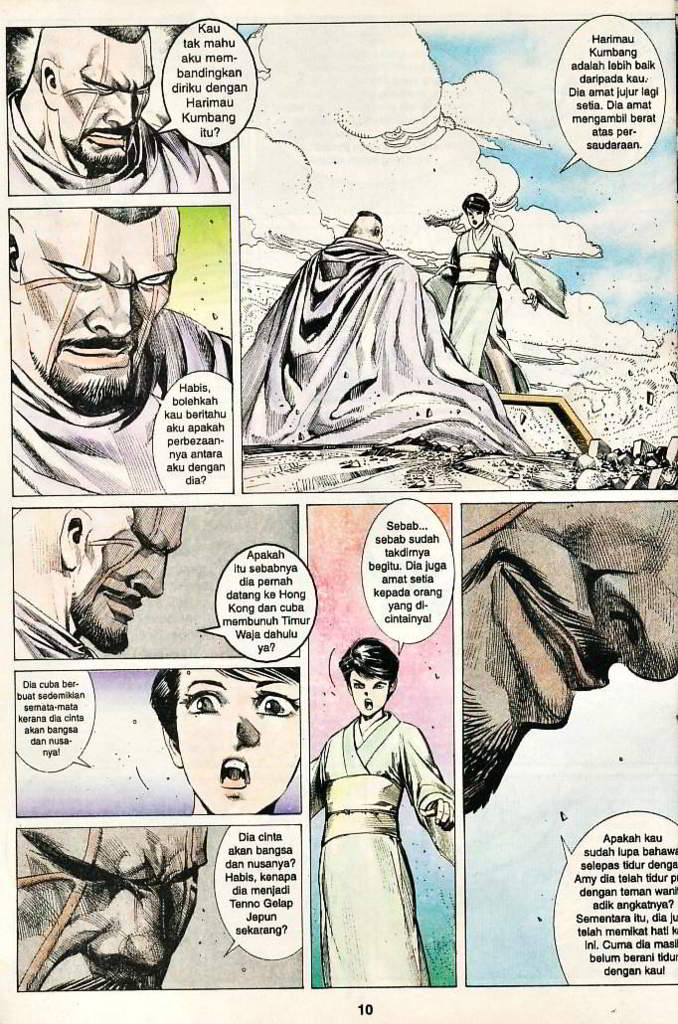 Kau
tak mahu
aku mem-
bandingkan
diriku dengan
Harimau
Kumbang
itu?
Harimau
Kumbang
adalah lebih baik
daripada kau.
Dia amat jujur lagi
setia. Dia amat
mengambil berat
atas per-
saudaraan.
Habis,
bolehkah
kau beritahu
aku apakah
perbezaan-
nya antara
aku dengan
dia?
Apakah
itu sebabnya
dia pernah
datang ke Hong
Kong dan cuba
membunuh Timur
Waja dahulu
ya?
Sebab...
sebab sudah
takdirnya
begitu. Dia juga
amat setia
kepada orang
yang di-
cintainya!
Dia cuba ber-
buat sedemikian
semata-mata
kerana dia cinta
akan bangsa
dan nusa-
nya!
Dia cinta
akan bangsa
dan nusanya?
Habis, kenapa
dia menjadi
Tenno Gelap
Jepun
sekarang?
Apakah kau
sudah lupa bahawa
selepas tidur denga
Amy dia telah tidur p
dengan teman wani
adik angkatnya?
Sementara itu, dia ju
telah memikat hati k
ini. Cuma dia masi
belum berani tidur
dengan kau!
10